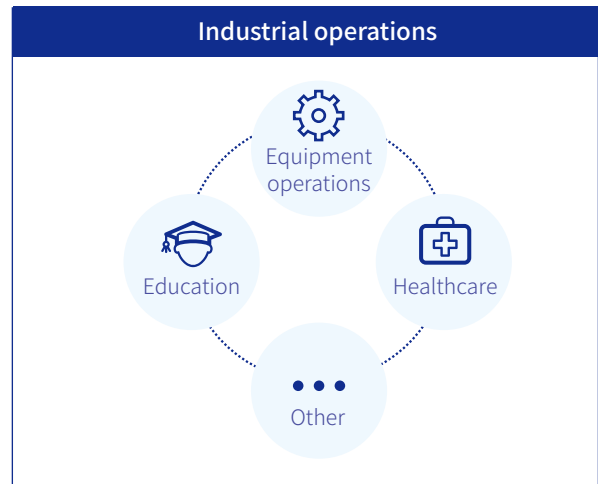 Industrial operations
Equipment
operations
Education
Healthcare
Other